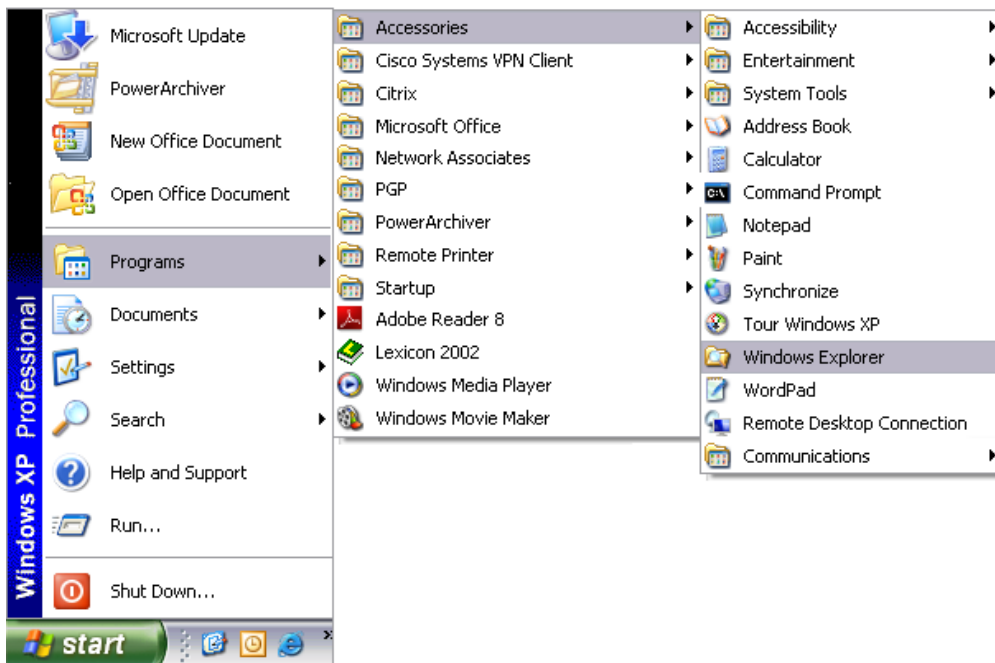 Microsoft Update
PowerArchiver
New Office Document
Open Office Document
Programs
Documents
Settings
Search
Help and Support
Run...
Shut Down...
Windows XP Professional
start
»
Accessories
Cisco Systems VPN Client
Citrix
Microsoft Office
Network Associates
PGP
PowerArchiver
Remote Printer
Startup
Adobe Reader 8
Lexicon 2002
Windows Media Player
Windows Movie Maker
Accessibility
Entertainment
System Tools
Address Book
Calculator
C:\
Command Prompt
Notepad
Paint
Synchronize
Tour Windows XP
Windows Explorer
WordPad
Remote Desktop Connection
Communications